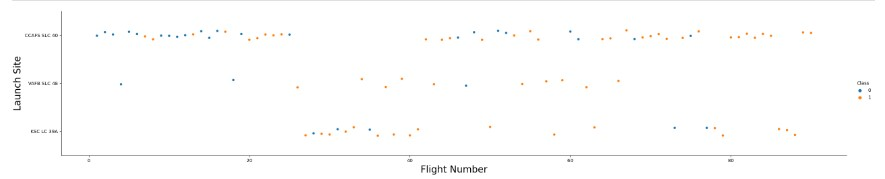 Launch Site
CCAFS SLC 40
VAFB SLC 4E
KSC LC 39A
0
20
40
60
80
Flight Number
Class
0
1